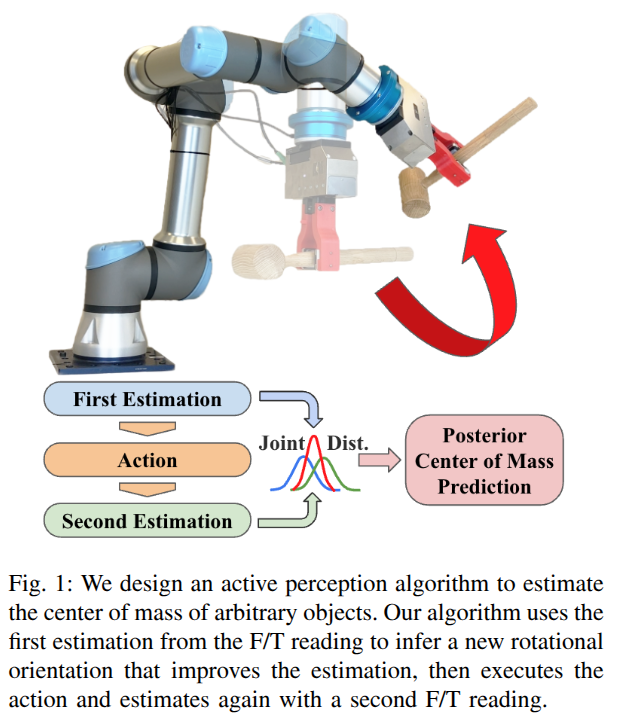 First Estimation
Action
Second Estimation
Joint Dist.
Posterior
Center of Mass
Prediction
Fig. 1: We design an active perception algorithm to estimate
the center of mass of arbitrary objects. Our algorithm uses the
first estimation from the F/T reading to infer a new rotational
orientation that improves the estimation, then executes the
action and estimates again with a second F/T reading.